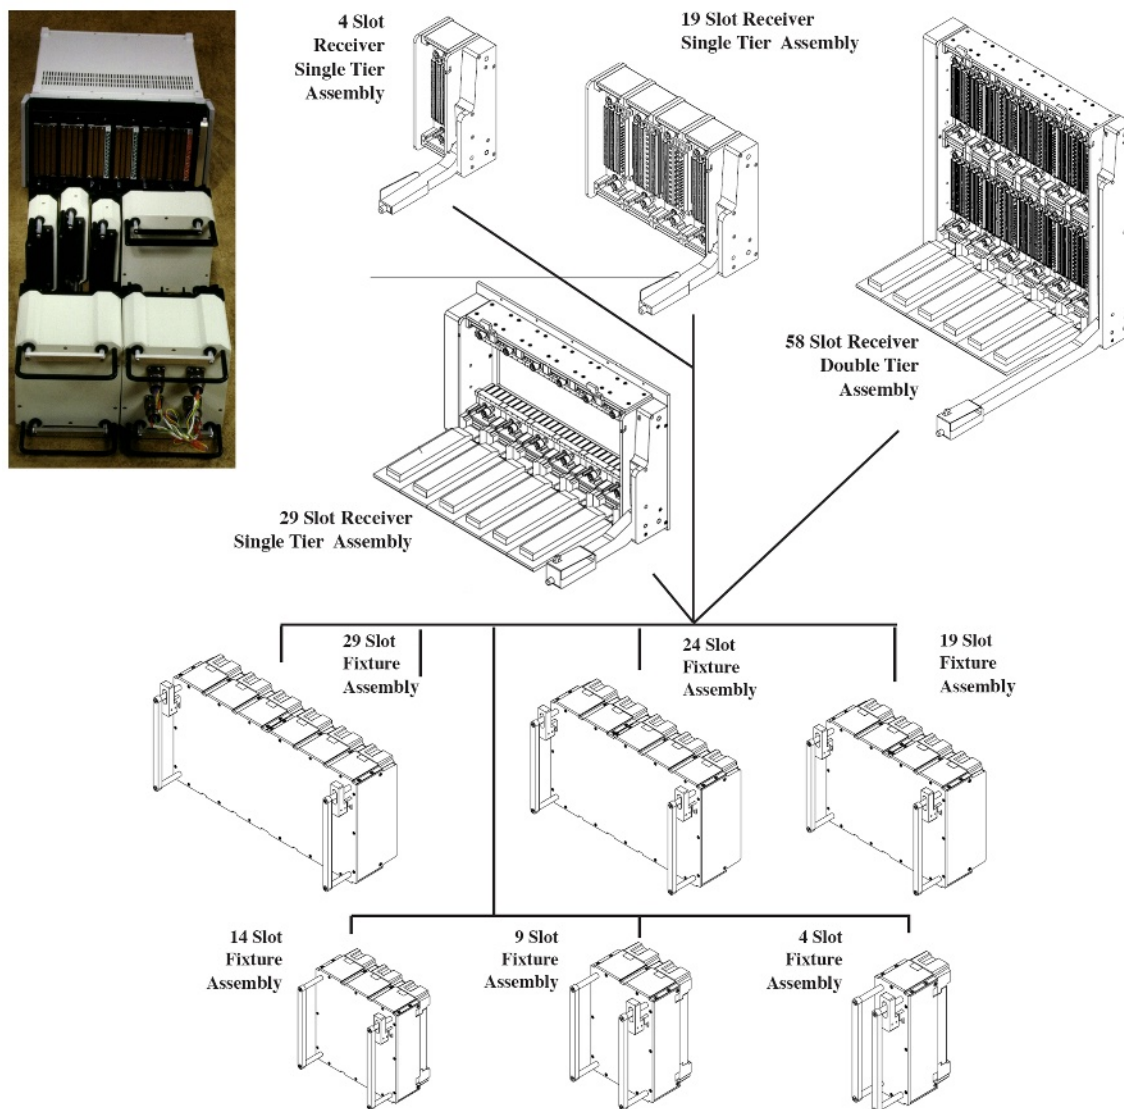 4 Slot
Receiver
Single Tier
Assembly
19 Slot Receiver
Single Tier Assembly
58 Slot Receiver
Double Tier
Assembly
29 Slot Receiver
Single Tier Assembly
29 Slot
Fixture
Assembly
24 Slot
Fixture
Assembly
19 Slot
Fixture
Assembly
14 Slot
Fixture
Assembly
9 Slot
Fixture
Assembly
4 Slot
Fixture
Assembly